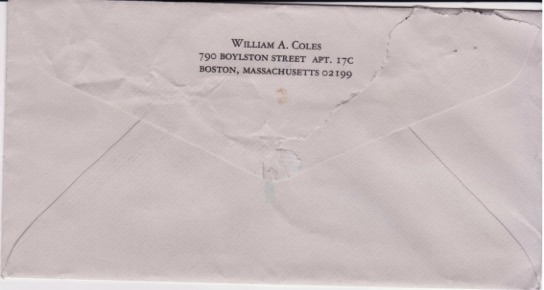 William A. Coles
790 BOYLSTON STREET APT. 17C
BOSTON, MASSACHUSETTS 02199